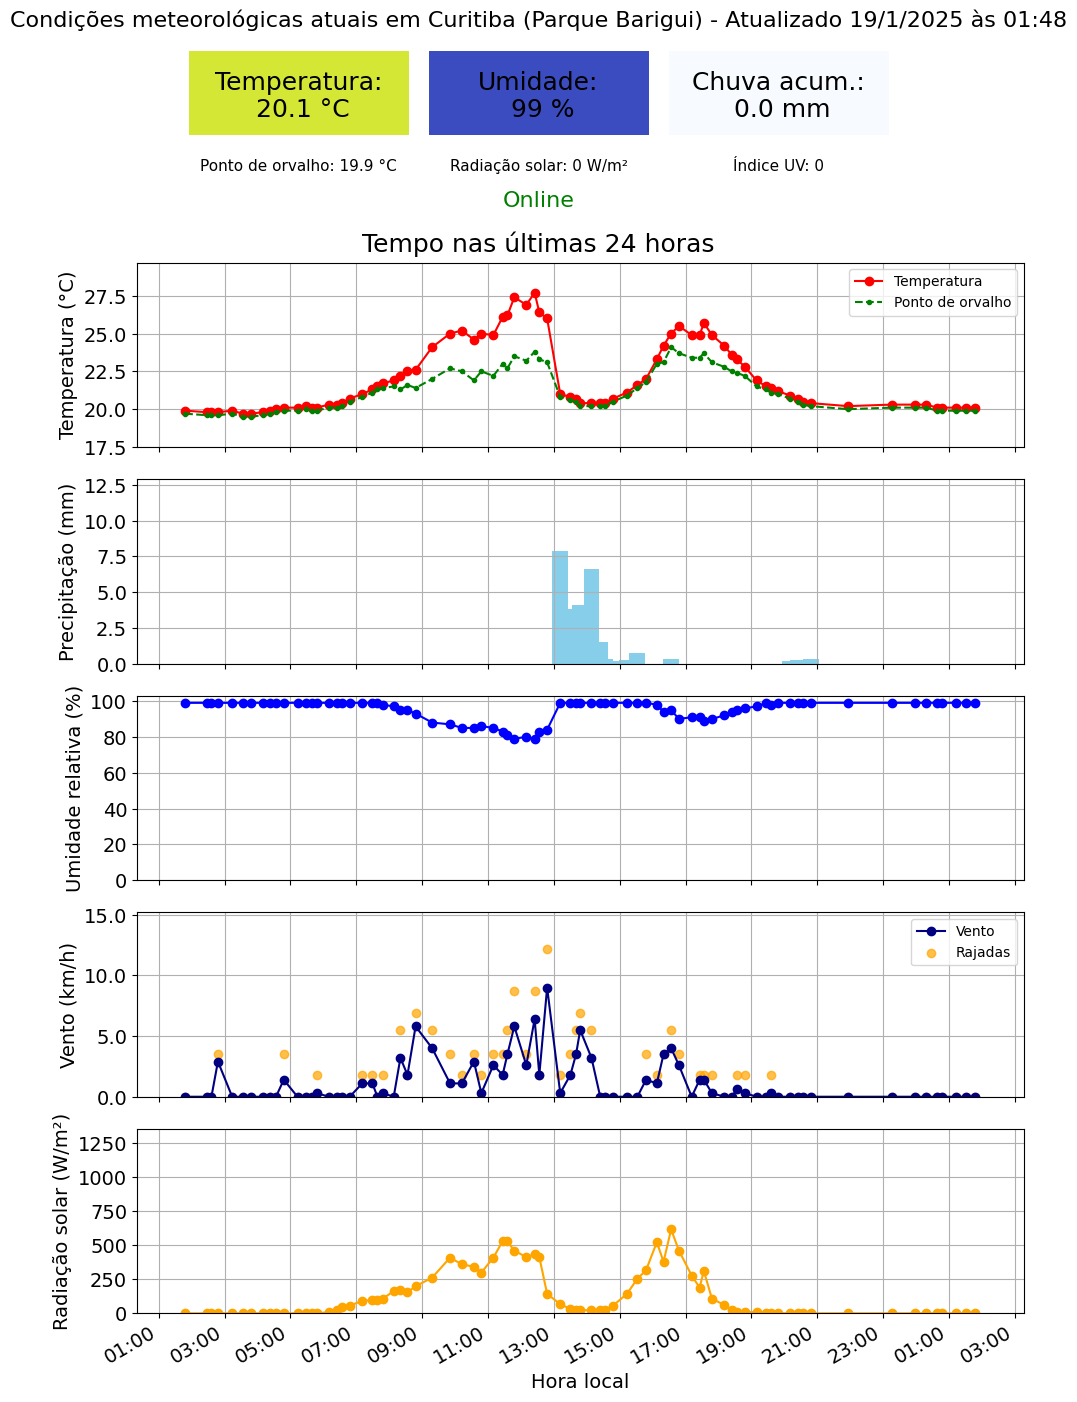 Condições meteorológicas atuais em Curitiba (Parque Barigui) - Atualizado 19/1/2025 às 01:48
Temperatura:
20.1 °C
Umidade:
99 %
Chuva acum.:
0.0 mm
Ponto de orvalho: 19.9 °C
Radiação solar: 0 W/m²
Índice UV: 0
Online
Tempo nas últimas 24 horas
Temperatura (°C)
27.5
25.0
22.5
20.0
17.5
Temperatura
Ponto de orvalho
Precipitação (mm)
12.5
10.0
7.5
5.0
2.5
0.0
Umidade relativa (%)
100
80
60
40
20
0
Vento (km/h)
15.0
10.0
5.0
0.0
Vento
Rajadas
Radiação solar (W/m²)
1250
1000
750
500
250
0
01:00
03:00
05:00
07:00
09:00
11:00
13:00
15:00
17:00
19:00
21:00
23:00
01:00
03:00
Hora local